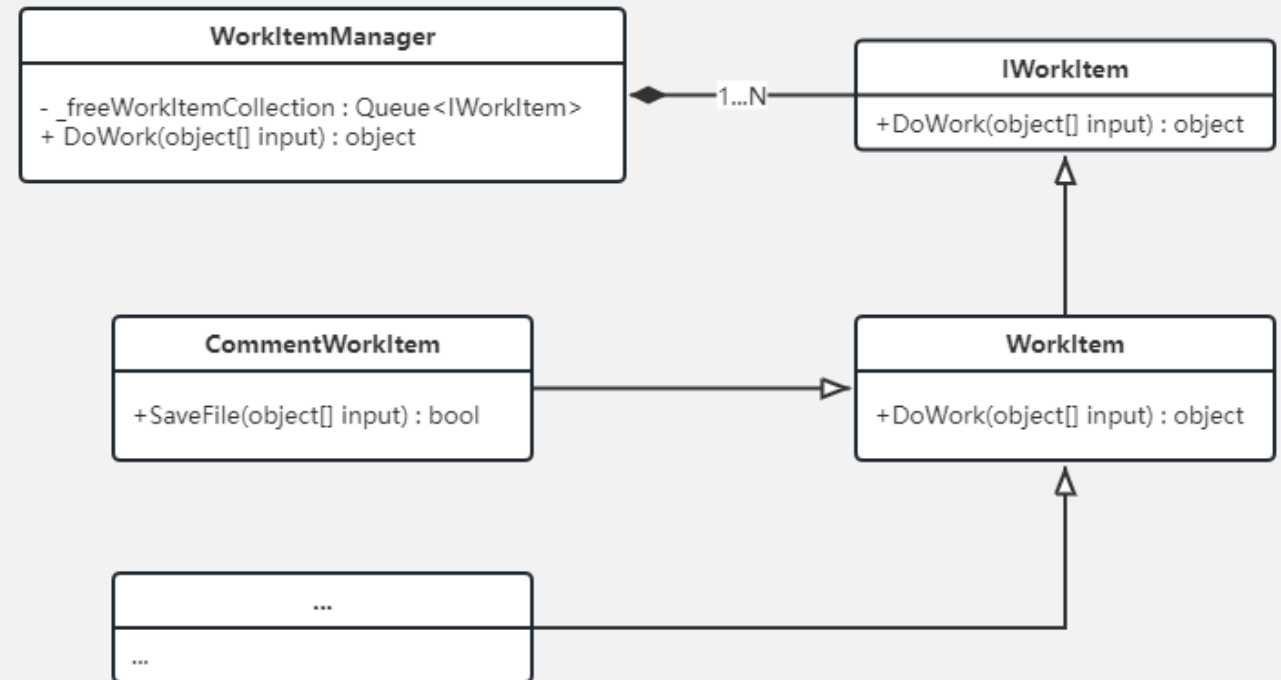 WorkItemManager
- _freeWorkItemCollection : Queue<IWorkItem>
+ DoWork(object[] input) : object
1...N
IWorkItem
+DoWork(object[] input) : object
CommentWorkItem
+SaveFile(object[] input) : bool
WorkItem
+DoWork(object[] input) : object
...
...